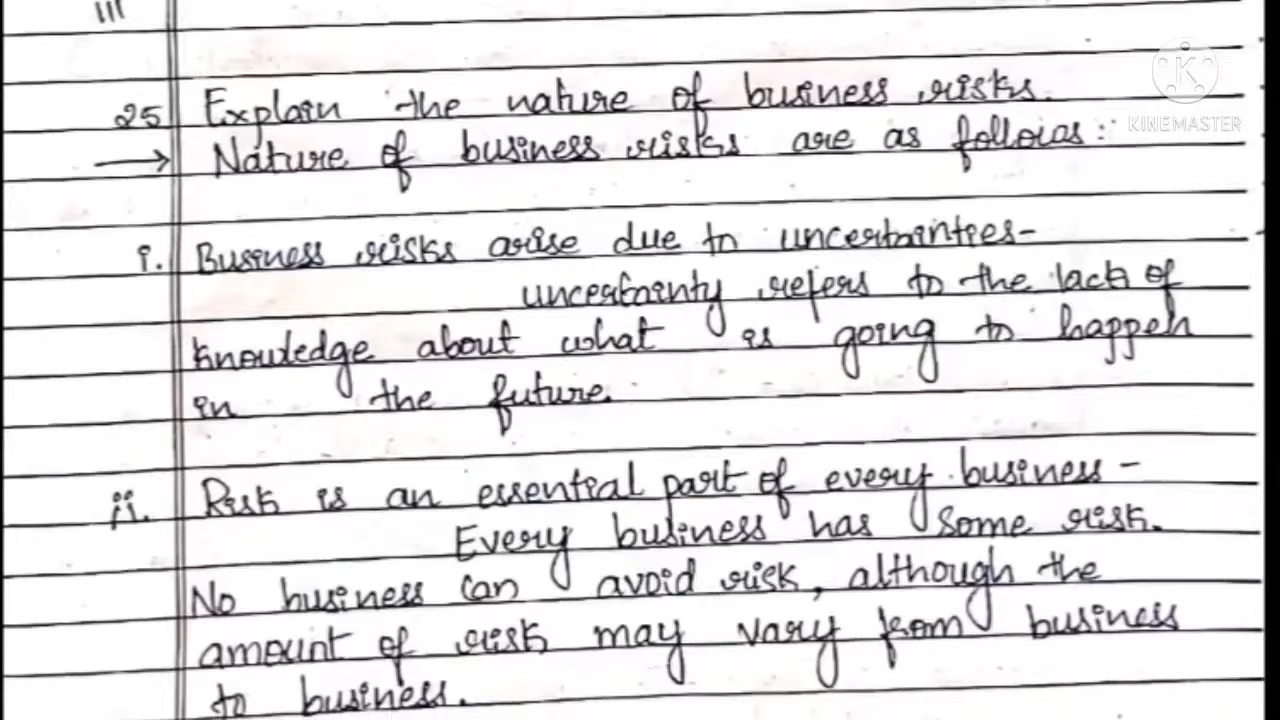 III
25 Explain the nature of business risks.
→ Nature of business risks are as follows:
i. Business risks arise due to uncertainties-
uncertainty refers to the lack of
knowledge about what is going to happen
in the future.
ii. Risk is an essential part of every business -
Every business has some risk.
No business can avoid risk, although the
amount of risk may vary from business
to business.
K
KINEMASTER